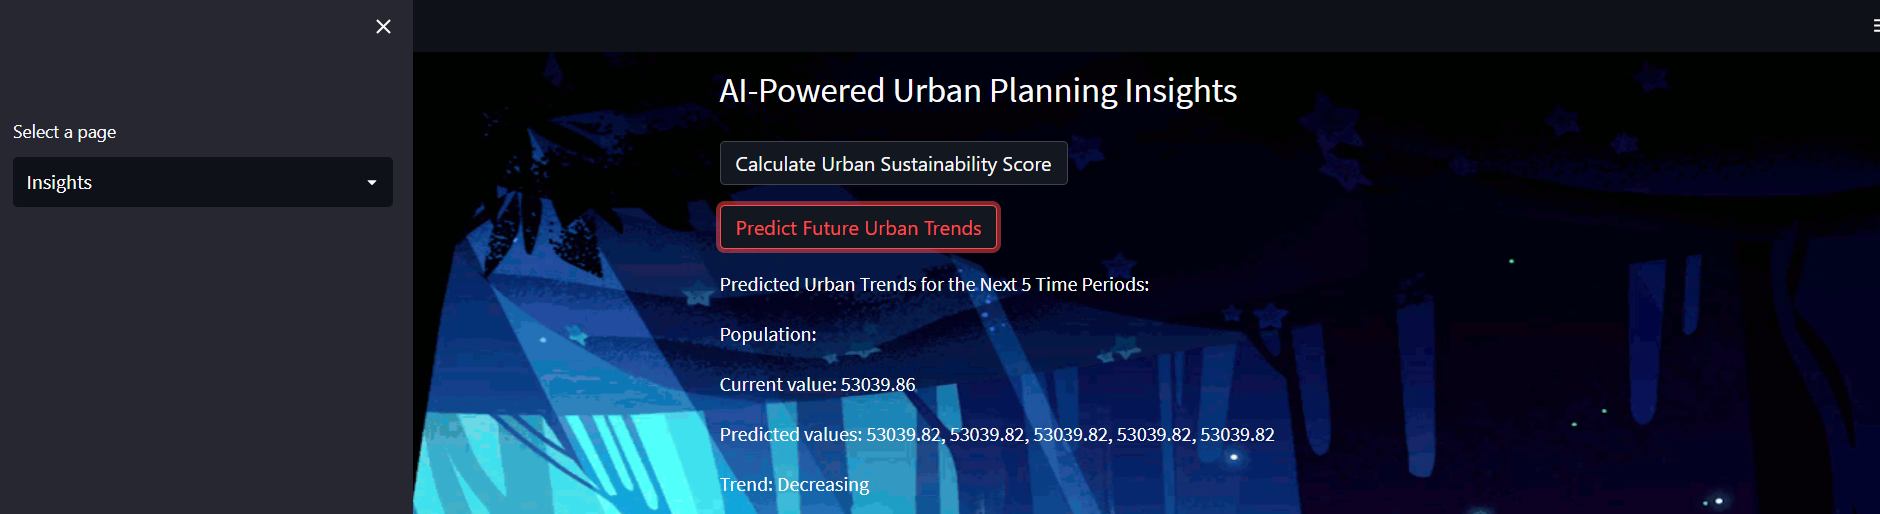 Select a page
Insights
AI-Powered Urban Planning Insights
Calculate Urban Sustainability Score
Predict Future Urban Trends
Predicted Urban Trends for the Next 5 Time Periods:
Population:
Current value: 53039.86
Predicted values: 53039.82, 53039.82, 53039.82, 53039.82, 53039.82
Trend: Decreasing